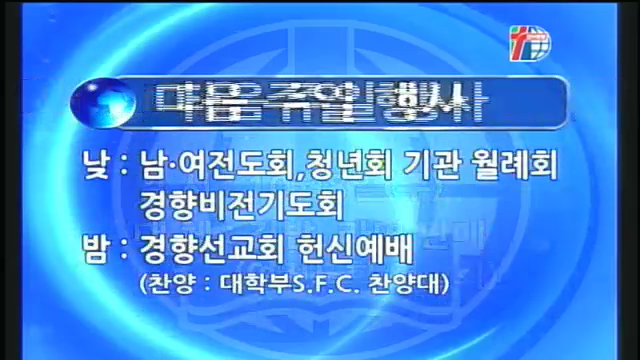 다음 주일 행사
낮 : 남·여전도회,청년회 기관 월례회
경향비전기도회
밤 : 경향선교회 헌신예배
(찬양 : 대학부S.F.C. 찬양대)